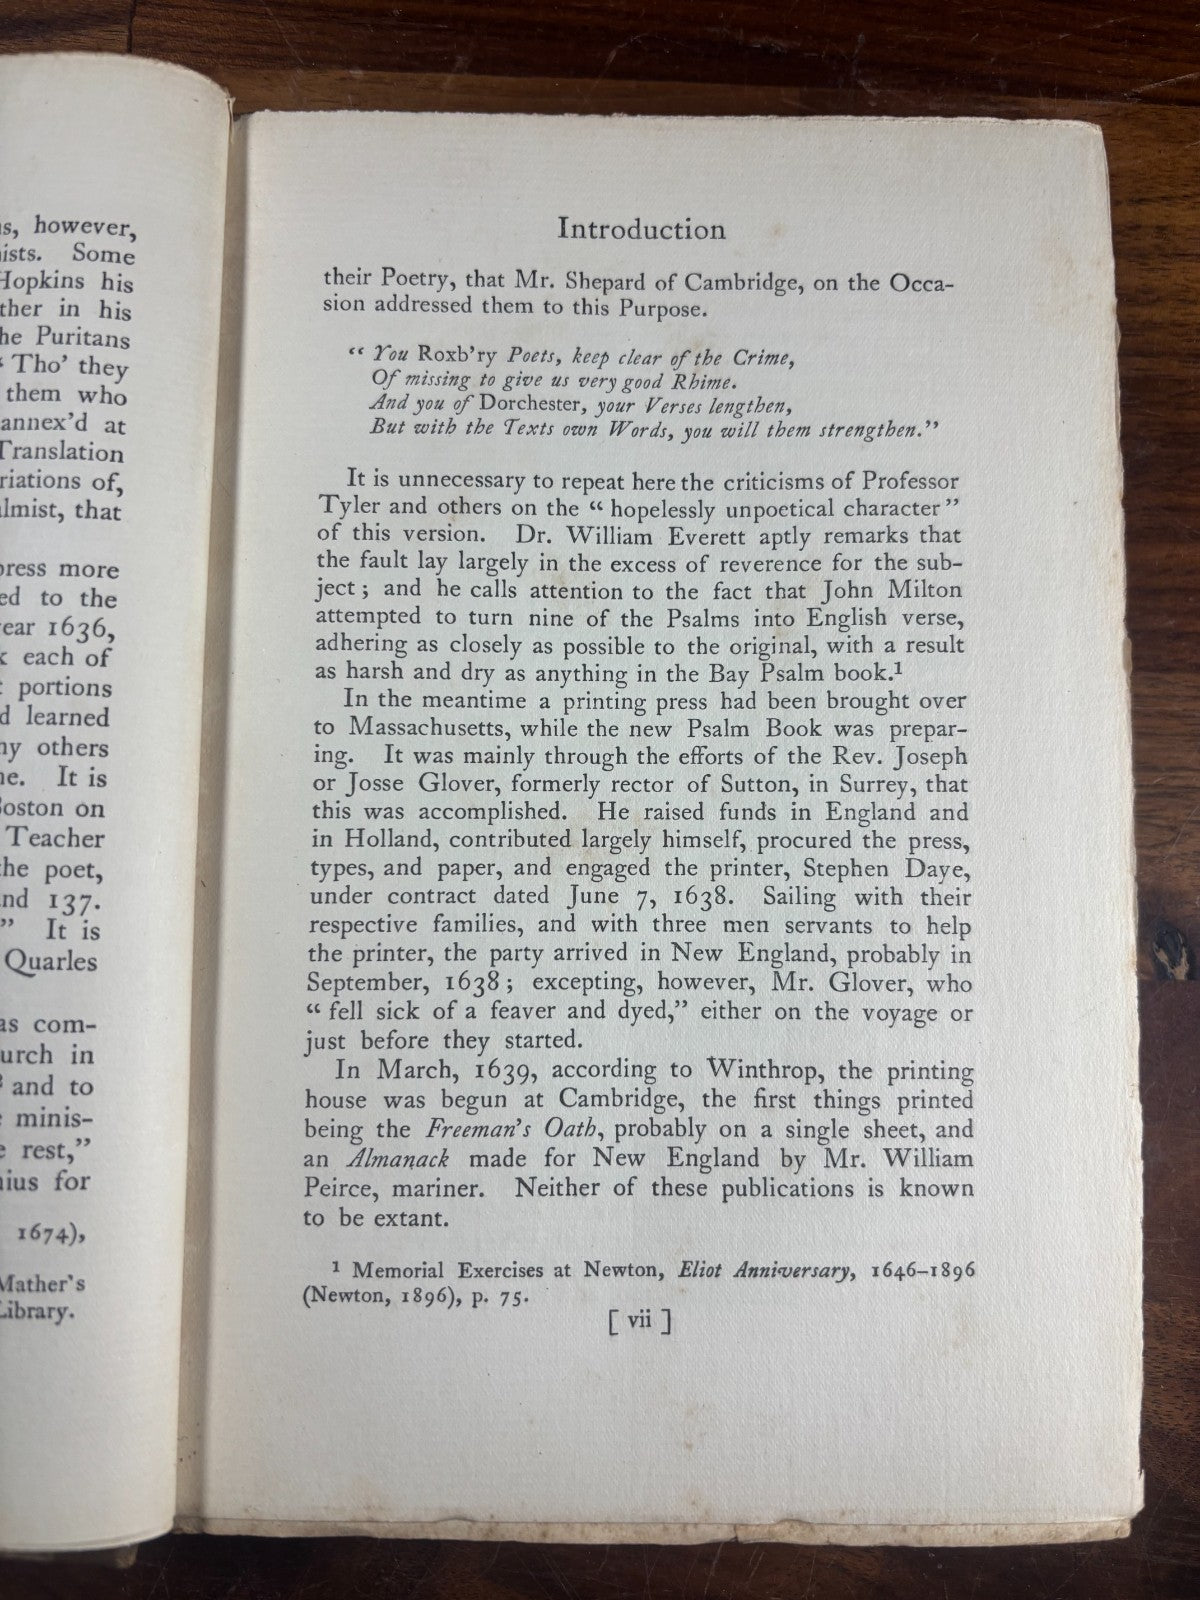 however,
Some
Hopkins his
in his
Puritans
Tho' they
them who
annex'd at
Translation
of,
that
more
to the
1636,
each of
portions
learned
others
It is
on
Teacher
the poet,
137.
" It is
Quarles
com-
in
and to
minis-
rest,"
for
1674),
Mather's
Library.
Introduction
their Poetry, that Mr. Shepard of Cambridge, on the Occa-
sion addressed them to this Purpose.
" You Roxb'ry Poets, keep clear of the Crime,
Of missing to give us very good Rhime.
And you of Dorchester, your Verses lengthen,
But with the Texts own Words, you will them strengthen."
It is unnecessary to repeat here the criticisms of Professor
Tyler and others on the " hopelessly unpoetical character"
of this version. Dr. William Everett aptly remarks that
the fault lay largely in the excess of reverence for the sub-
ject ; and he calls attention to the fact that John Milton
attempted to turn nine of the Psalms into English verse,
adhering as closely as possible to the original, with a result
as harsh and dry as anything in the Bay Psalm book.¹
In the meantime a printing press had been brought over
to Massachusetts, while the new Psalm Book was prepar-
ing. It was mainly through the efforts of the Rev. Joseph
or Josse Glover, formerly rector of Sutton, in Surrey, that
this was accomplished. He raised funds in England and
in Holland, contributed largely himself, procured the press,
types, and paper, and engaged the printer, Stephen Daye,
under contract dated June 7, 1638. Sailing with their
respective families, and with three men servants to help
the printer, the party arrived in New England, probably in
September, 1638 ; excepting, however, Mr. Glover, who
" fell sick of a feaver and dyed," either on the voyage or
just before they started.
In March, 1639, according to Winthrop, the printing
house was begun at Cambridge, the first things printed
being the Freeman's Oath, probably on a single sheet, and
an Almanack made for New England by Mr. William
Peirce, mariner. Neither of these publications is known
to be extant.
¹ Memorial Exercises at Newton, Eliot Anniversary, 1646–1896
(Newton, 1896), p. 75.
[ vii ]